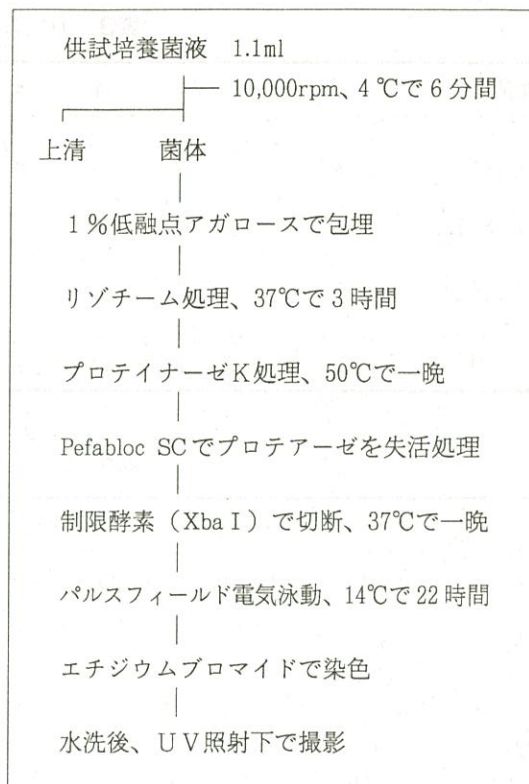 供試培養菌液 1.1ml
10,000rpm、4℃で6分間
上清 菌体
1%低融点アガロースで包埋
リゾチーム処理、37℃で3時間
プロテイナーゼK処理、50℃で一晩
Pefabloc SCでプロテアーゼを失活処理
制限酵素(XbaⅠ)で切断、37℃で一晩
パルスフィールド電気泳動、14℃で22時間
エチジウムブロマイドで染色
水洗後、UV照射下で撮影